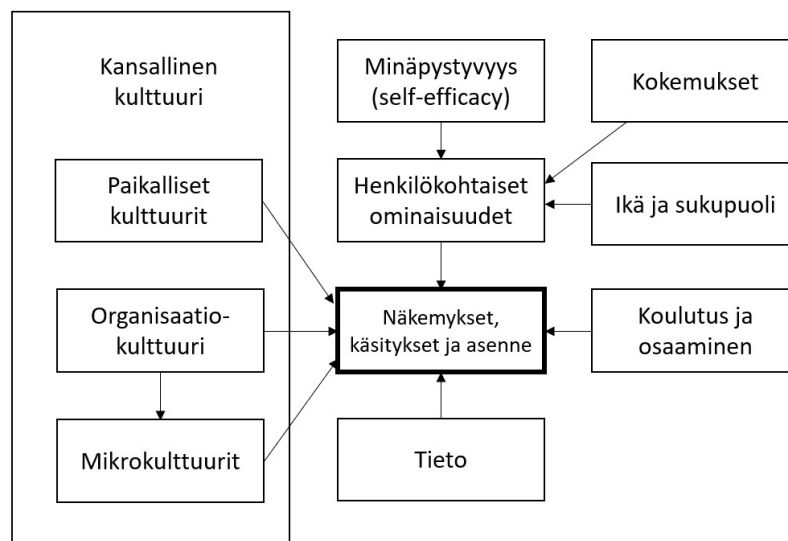 Kansallinen
kulttuuri
Paikalliset
kulttuurit
Organisaatio-
kulttuuri
Mikrokulttuurit
Minäpystyvyys
(self-efficacy)
Kokemukset
Henkilökohtaiset
ominaisuudet
Ikä ja sukupuoli
Näkemykset,
käsitykset ja asenne
Koulutus ja
osaaminen
Tieto